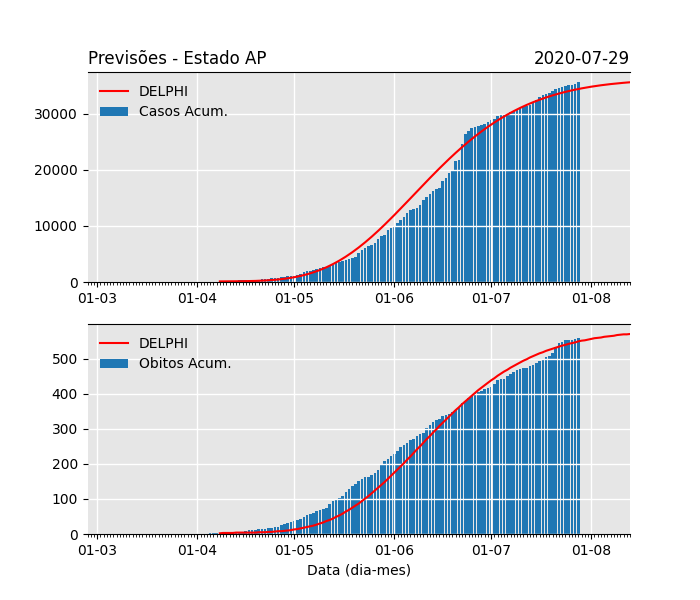 Previsões - Estado AP 2020-07-29
DELPHI
Casos Acum.
30000
20000
10000
0
01-03 01-04 01-05 01-06 01-07 01-08
DELPHI
Obitos Acum.
500
400
300
200
100
0
01-03 01-04 01-05 01-06 01-07 01-08
Data (dia-mes)